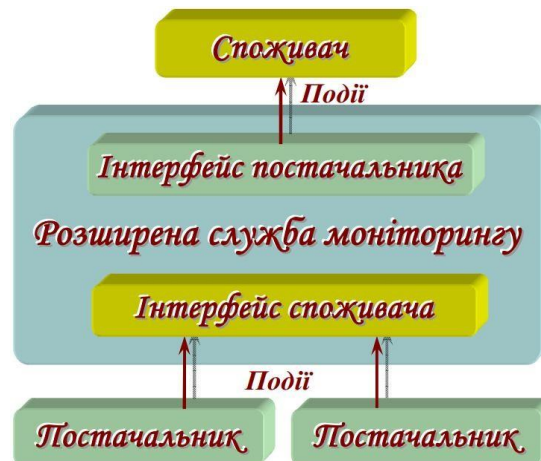 Споживач
Події
Інтерфейс постачальника
Розширена служба моніторингу
Інтерфейс споживача
Події
Постачальник Постачальник